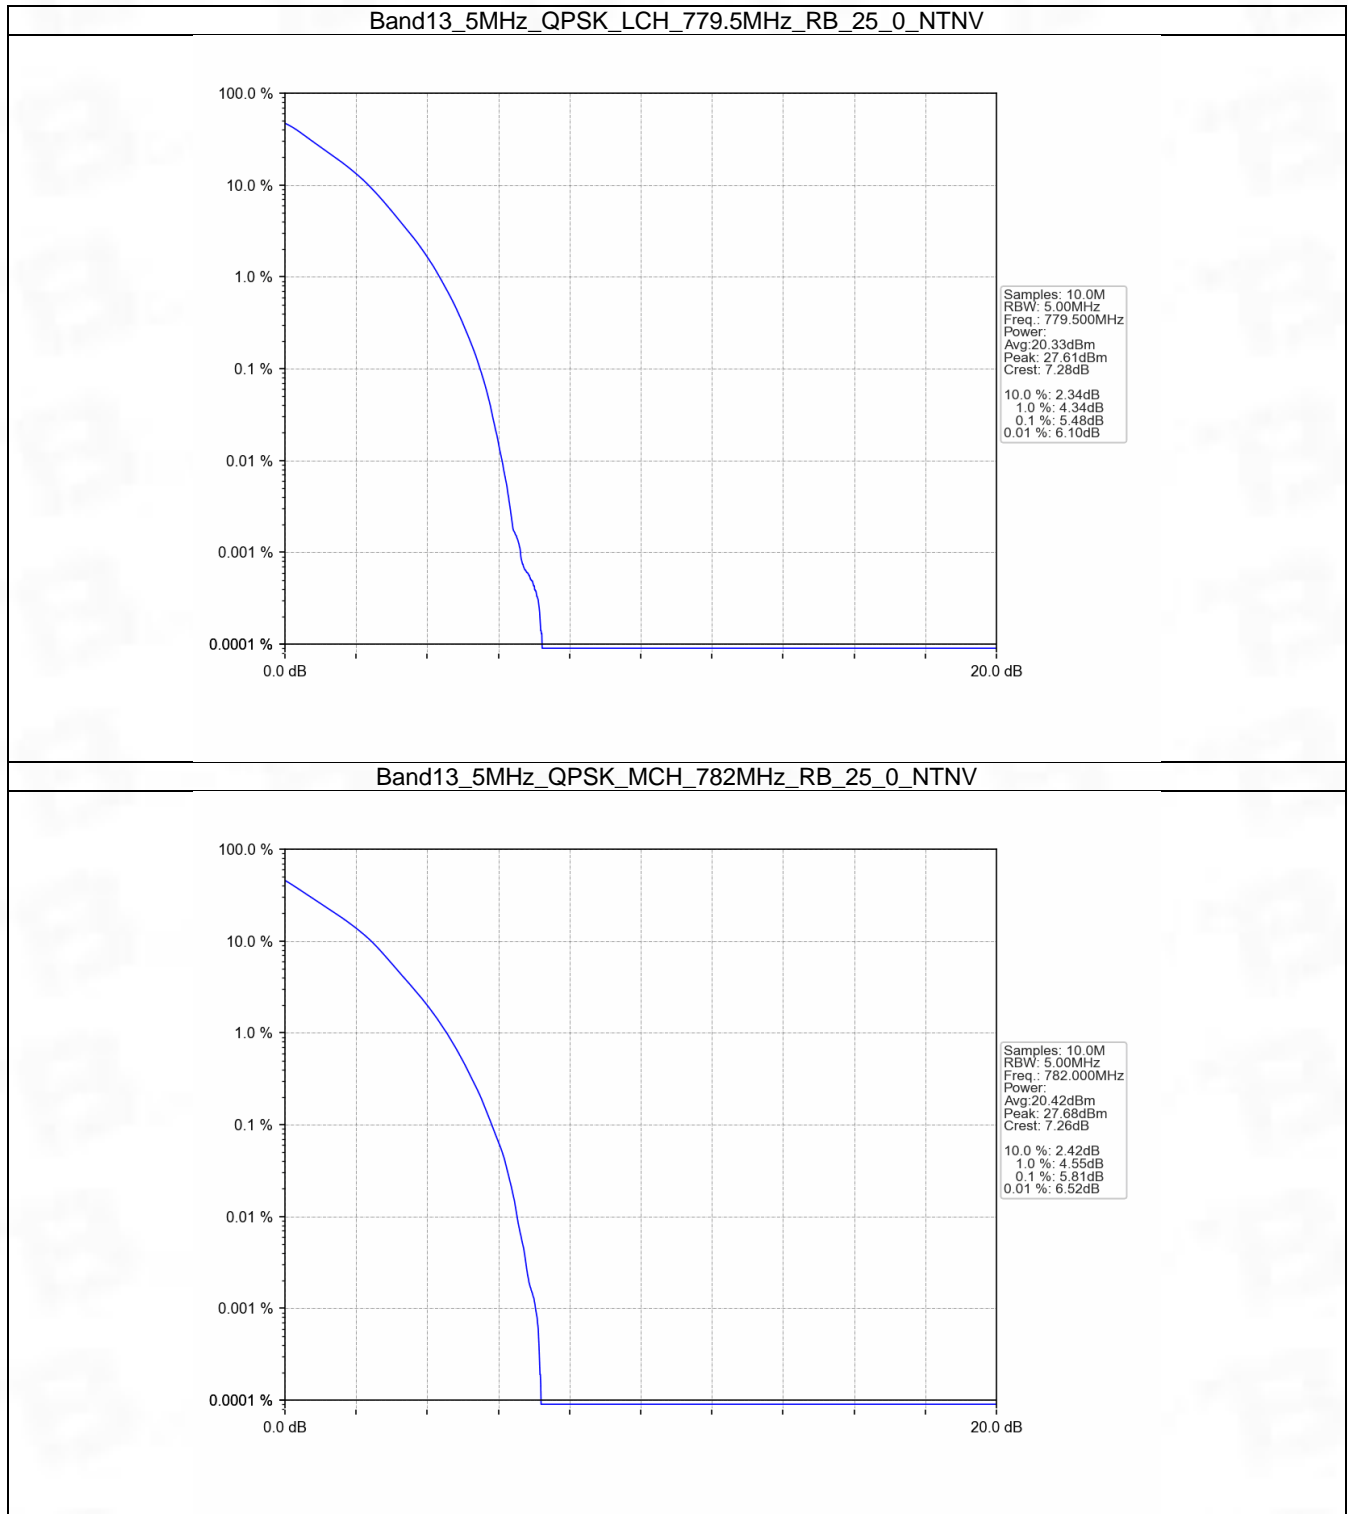 Band13_5MHz_QPSK_LCH_779.5MHz_RB_25_0_NTNV
100.0 %
10.0 %
1.0 %
0.1 %
0.01 %
0.001 %
0.0001 %
0.0 dB
20.0 dB
Samples: 10.0M
RBW: 5.00MHz
Freq.: 779.500MHz
Power:
Avg:20.33dBm
Peak: 27.61dBm
Crest: 7.28dB
10.0 %: 2.34dB
1.0 %: 4.34dB
0.1 %: 5.48dB
0.01 %: 6.10dB
Band13_5MHz_QPSK_MCH_782MHz_RB_25_0_NTNV
100.0 %
10.0 %
1.0 %
0.1 %
0.01 %
0.001 %
0.0001 %
0.0 dB
20.0 dB
Samples: 10.0M
RBW: 5.00MHz
Freq.: 782.000MHz
Power:
Avg:20.42dBm
Peak: 27.68dBm
Crest: 7.26dB
10.0 %: 2.42dB
1.0 %: 4.55dB
0.1 %: 5.81dB
0.01 %: 6.52dB